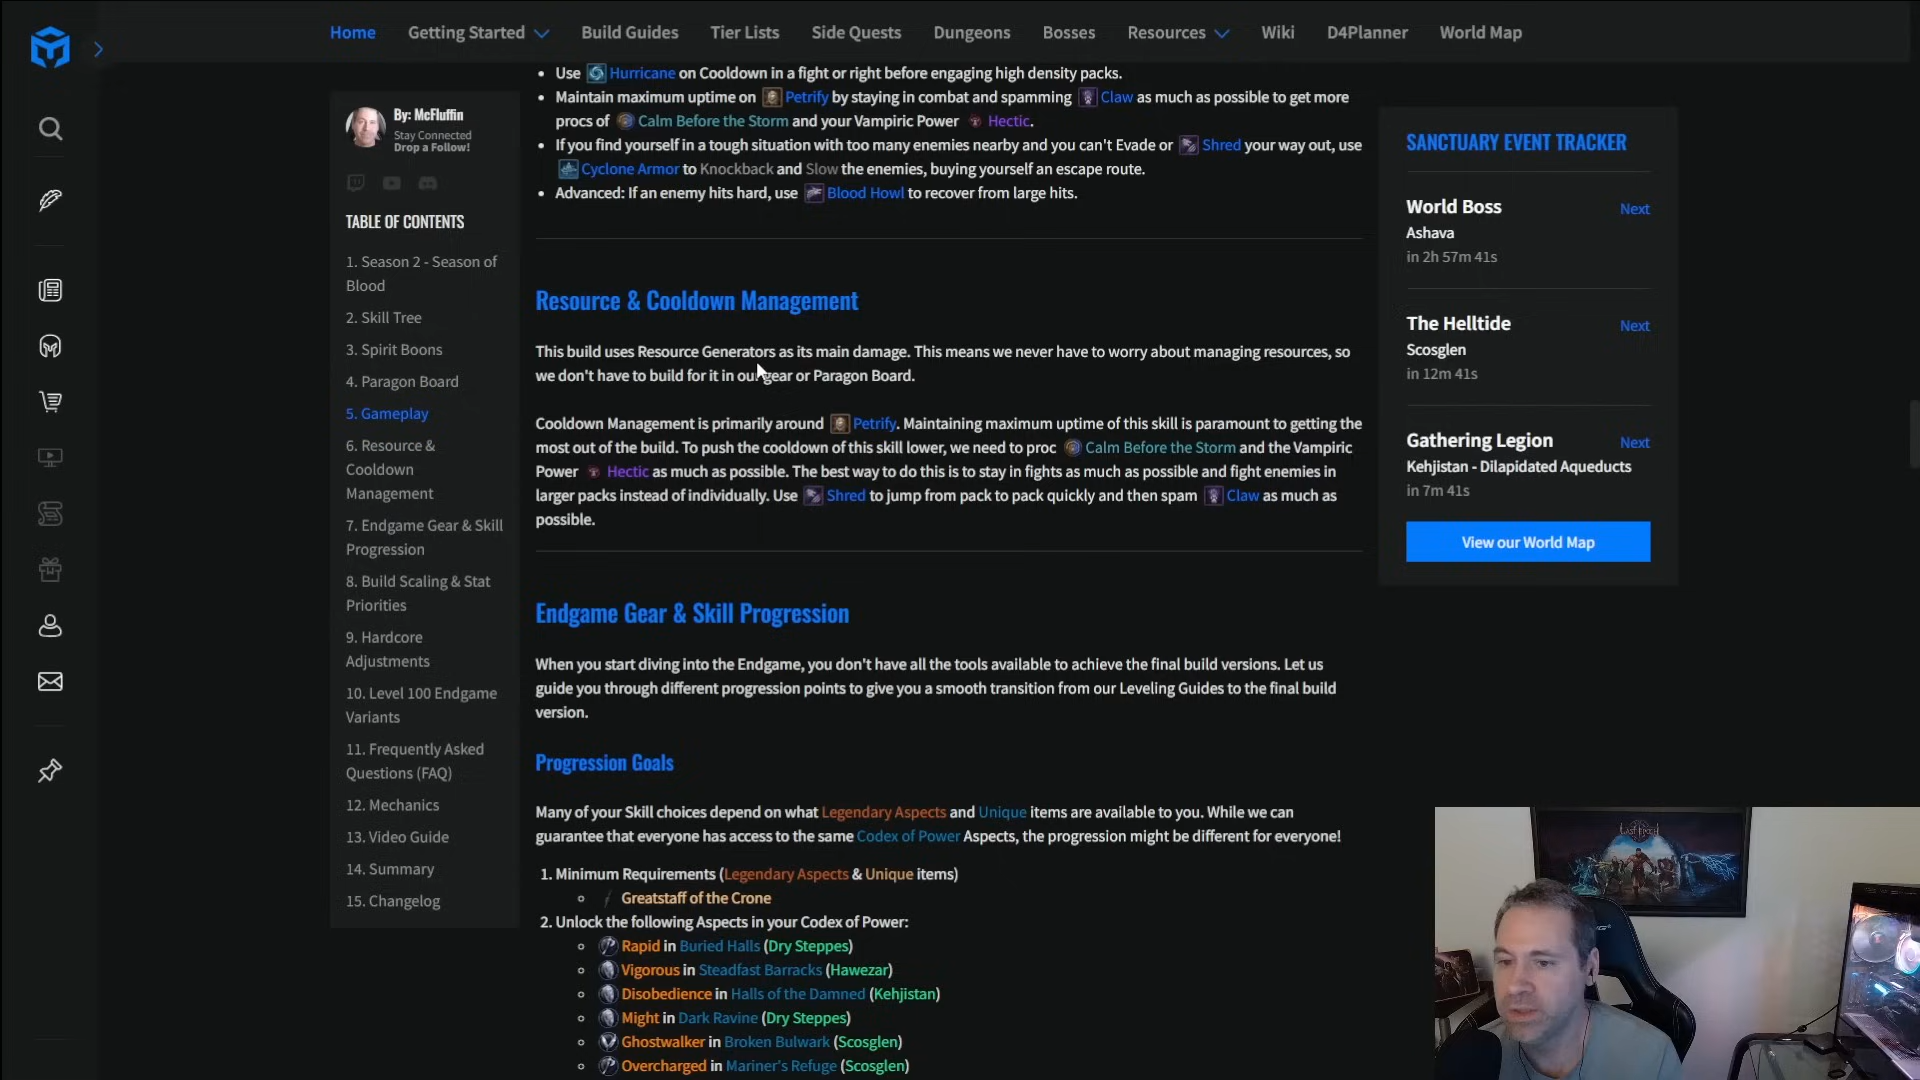 Home
Getting Started
Build Guides
Tier Lists
Side Quests
Dungeons
Bosses
Resources
Wiki
D4Planner
World Map
By: McFluffin
Stay Connected
Drop a Follow!
TABLE OF CONTENTS
1. Season 2 - Season of
Blood
2. Skill Tree
3. Spirit Boons
4. Paragon Board
5. Gameplay
6. Resource &
Cooldown
Management
7. Endgame Gear & Skill
Progression
8. Build Scaling & Stat
Priorities
9. Hardcore
Adjustments
10. Level 100 Endgame
Variants
11. Frequently Asked
Questions (FAQ)
12. Mechanics
13. Video Guide
14. Summary
15. Changelog
• Use Hurricane on Cooldown in a fight or right before engaging high density packs.
• Maintain maximum uptime on Petrify by staying in combat and spamming Claw as much as possible to get more
procs of Calm Before the Storm and your Vampiric Power Hectic.
• If you find yourself in a tough situation with too many enemies nearby and you can't Evade or Shred your way out, use
Cyclone Armor to Knockback and Slow the enemies, buying yourself an escape route.
• Advanced: If an enemy hits hard, use Blood Howl to recover from large hits.
Resource & Cooldown Management
This build uses Resource Generators as its main damage. This means we never have to worry about managing resources, so
we don't have to build for it in our gear or Paragon Board.
Cooldown Management is primarily around Petrify. Maintaining maximum uptime of this skill is paramount to getting the
most out of the build. To push the cooldown of this skill lower, we need to proc Calm Before the Storm and the Vampiric
Power Hectic as much as possible. The best way to do this is to stay in fights as much as possible and fight enemies in
larger packs instead of individually. Use Shred to jump from pack to pack quickly and then spam Claw as much as
possible.
Endgame Gear & Skill Progression
When you start diving into the Endgame, you don't have all the tools available to achieve the final build versions. Let us
guide you through different progression points to give you a smooth transition from our Leveling Guides to the final build
version.
Progression Goals
Many of your Skill choices depend on what Legendary Aspects and Unique items are available to you. While we can
guarantee that everyone has access to the same Codex of Power Aspects, the progression might be different for everyone!
1. Minimum Requirements (Legendary Aspects & Unique items)
Greatstaff of the Crone
2. Unlock the following Aspects in your Codex of Power:
Rapid in Buried Halls (Dry Steppes)
Vigorous in Steadfast Barracks (Hawezar)
Disobedience in Halls of the Damned (Kehjistan)
Might in Dark Ravine (Dry Steppes)
Ghostwalker in Broken Bulwark (Scosglen)
Overcharged in Mariner's Refuge (Scosglen)
SANCTUARY EVENT TRACKER
World Boss
Next
Ashava
in 2h 57m 41s
The Helltide
Next
Scosglen
in 12m 41s
Gathering Legion
Next
Kehjistan - Dilapidated Aqueducts
in 7m 41s
View our World Map
LAST EPOCH